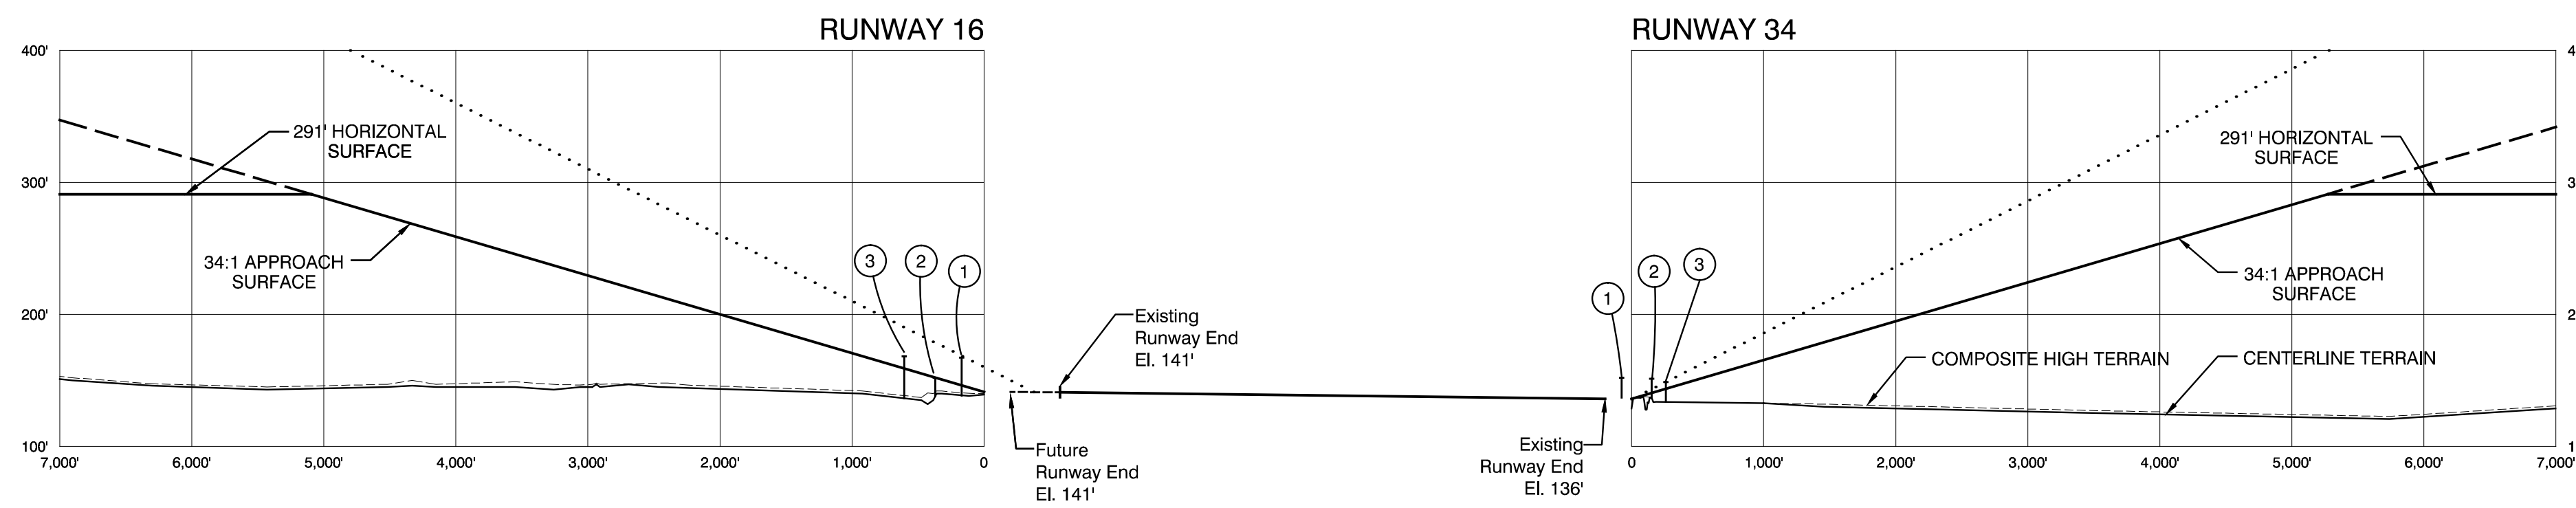 RUNWAY 16
RUNWAY 34
400'
300'
200'
100'
291' HORIZONTAL
SURFACE
34:1 APPROACH
SURFACE
3
2
1
7,000'
6,000'
5,000'
4,000'
3,000'
2,000'
1,000'
0
Existing
Runway End
El. 141'
Future
Runway End
El. 141'
Existing
Runway End
El. 136'
1
2
3
291' HORIZONTAL
SURFACE
34:1 APPROACH
SURFACE
COMPOSITE HIGH TERRAIN
CENTERLINE TERRAIN
4
3
2
1
0
1,000'
2,000'
3,000'
4,000'
5,000'
6,000'
7,000'